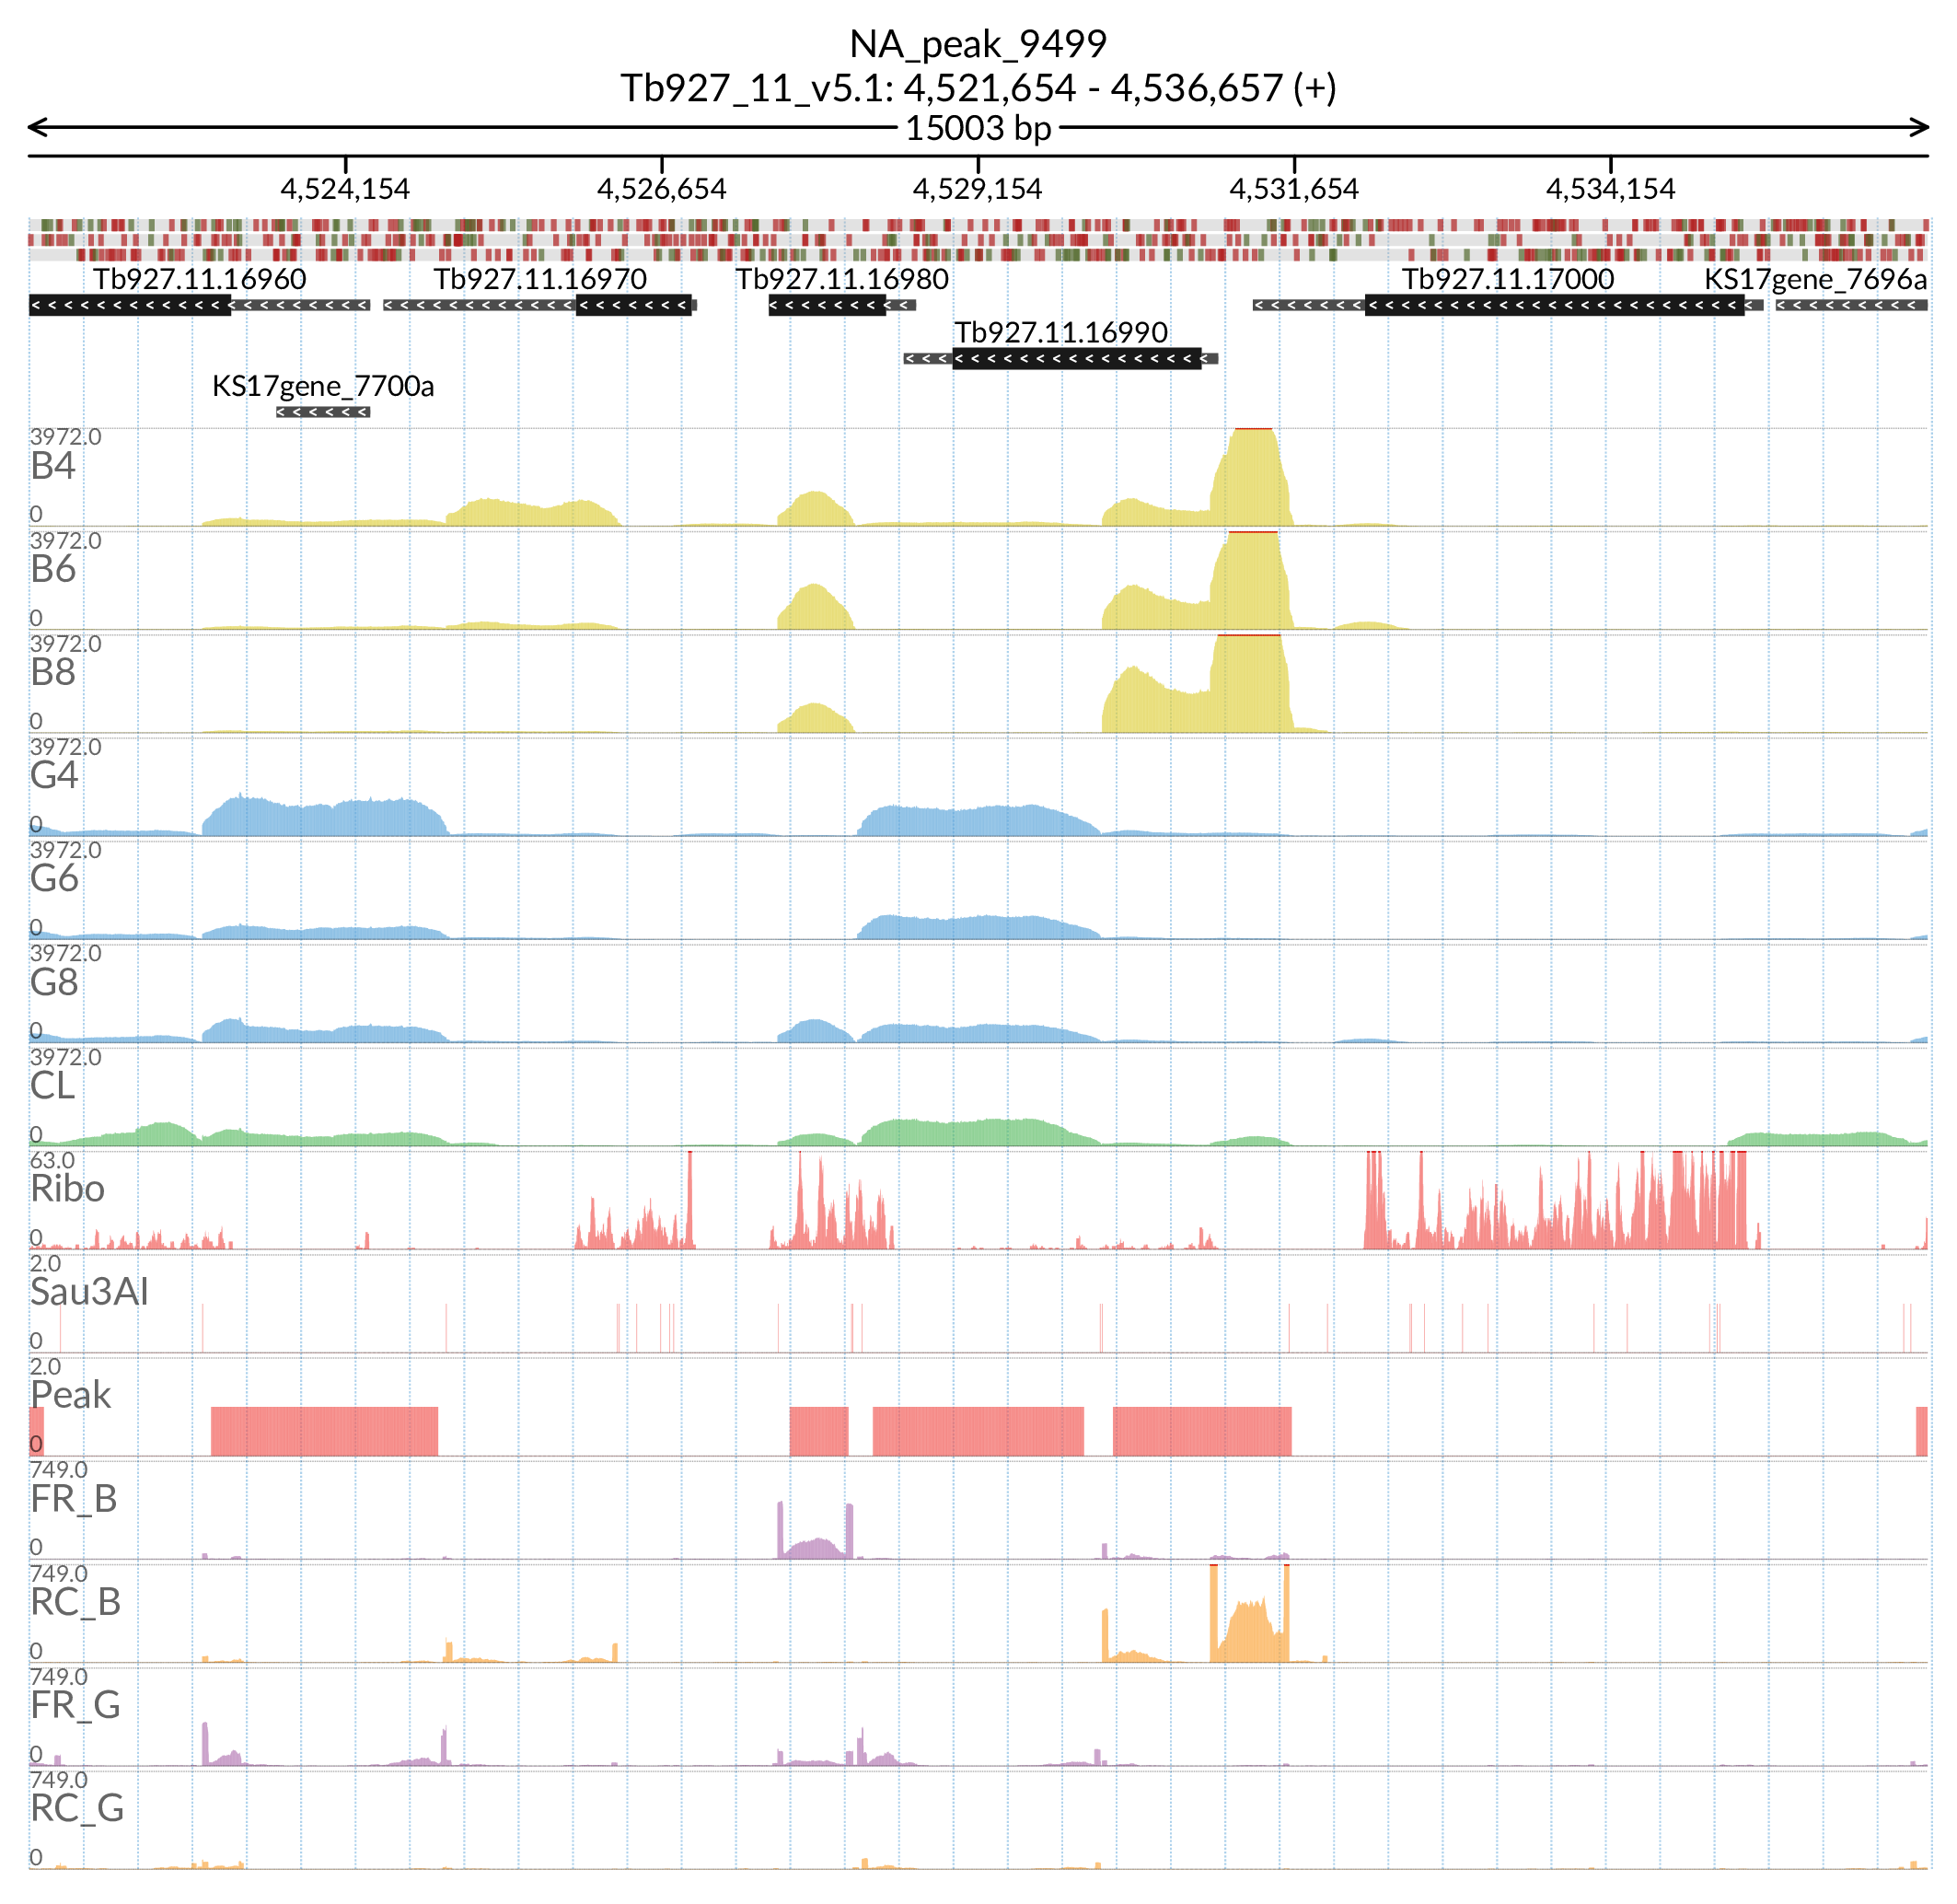 NA_peak_9499
Tb927_11_v5.1: 4,521,654 - 4,536,657 (+)
15003 bp
4,524,154 4,526,654 4,529,154 4,531,654 4,534,154
Tb927.11.16960 Tb927.11.16970 Tb927.11.16980 Tb927.11.17000 KS17gene_7696a
Tb927.11.16990
KS17gene_7700a
3972.0
B4
0
3972.0
B6
0
3972.0
B8
0
3972.0
G4
0
3972.0
G6
0
3972.0
G8
0
3972.0
CL
0
63.0
Ribo
0
2.0
Sau3AI
0
2.0
Peak
0
749.0
FR_B
0
749.0
RC_B
0
749.0
FR_G
0
749.0
RC_G
0